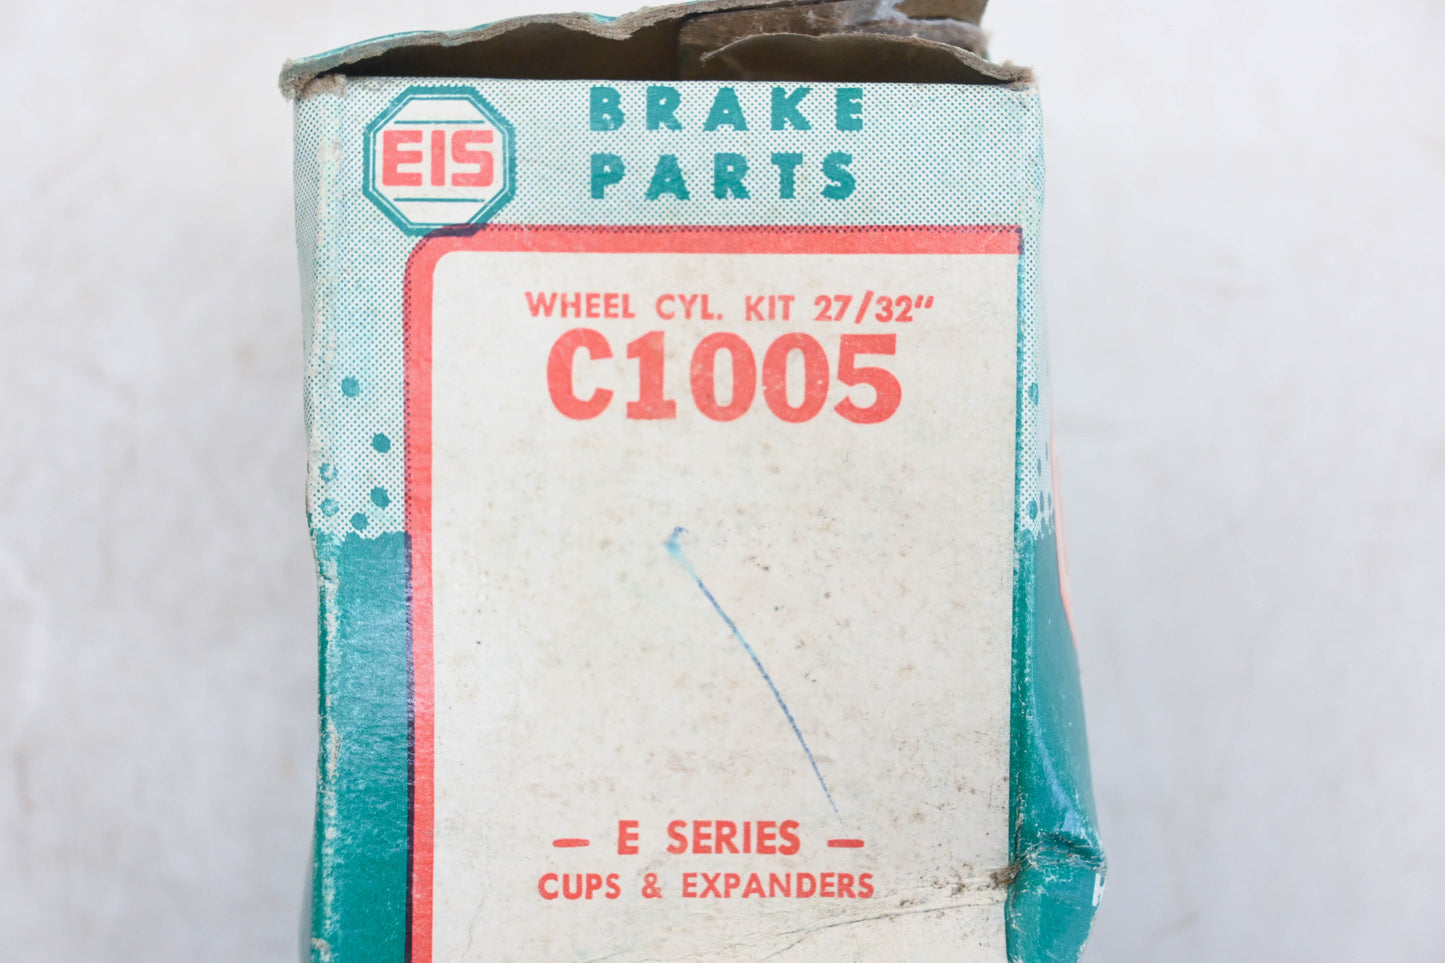 EIS
BRAKE
PARTS
WHEEL CYL. KIT 27/32"
C1005
— E SERIES —
CUPS & EXPANDERS